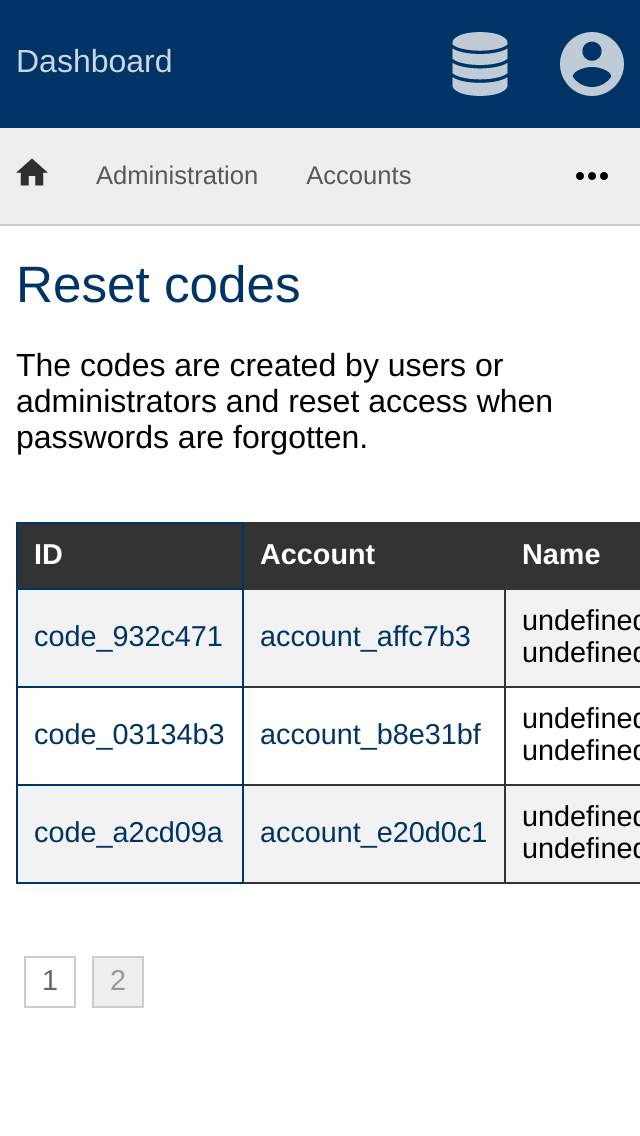 Dashboard
Administration Accounts
Reset codes
The codes are created by users or
administrators and reset access when
passwords are forgotten.
ID Account Name
code_932c471 account_affc7b3 undefined
undefined
code_03134b3 account_b8e31bf undefined
undefined
code_a2cd09a account_e20d0c1 undefined
undefined
1 2